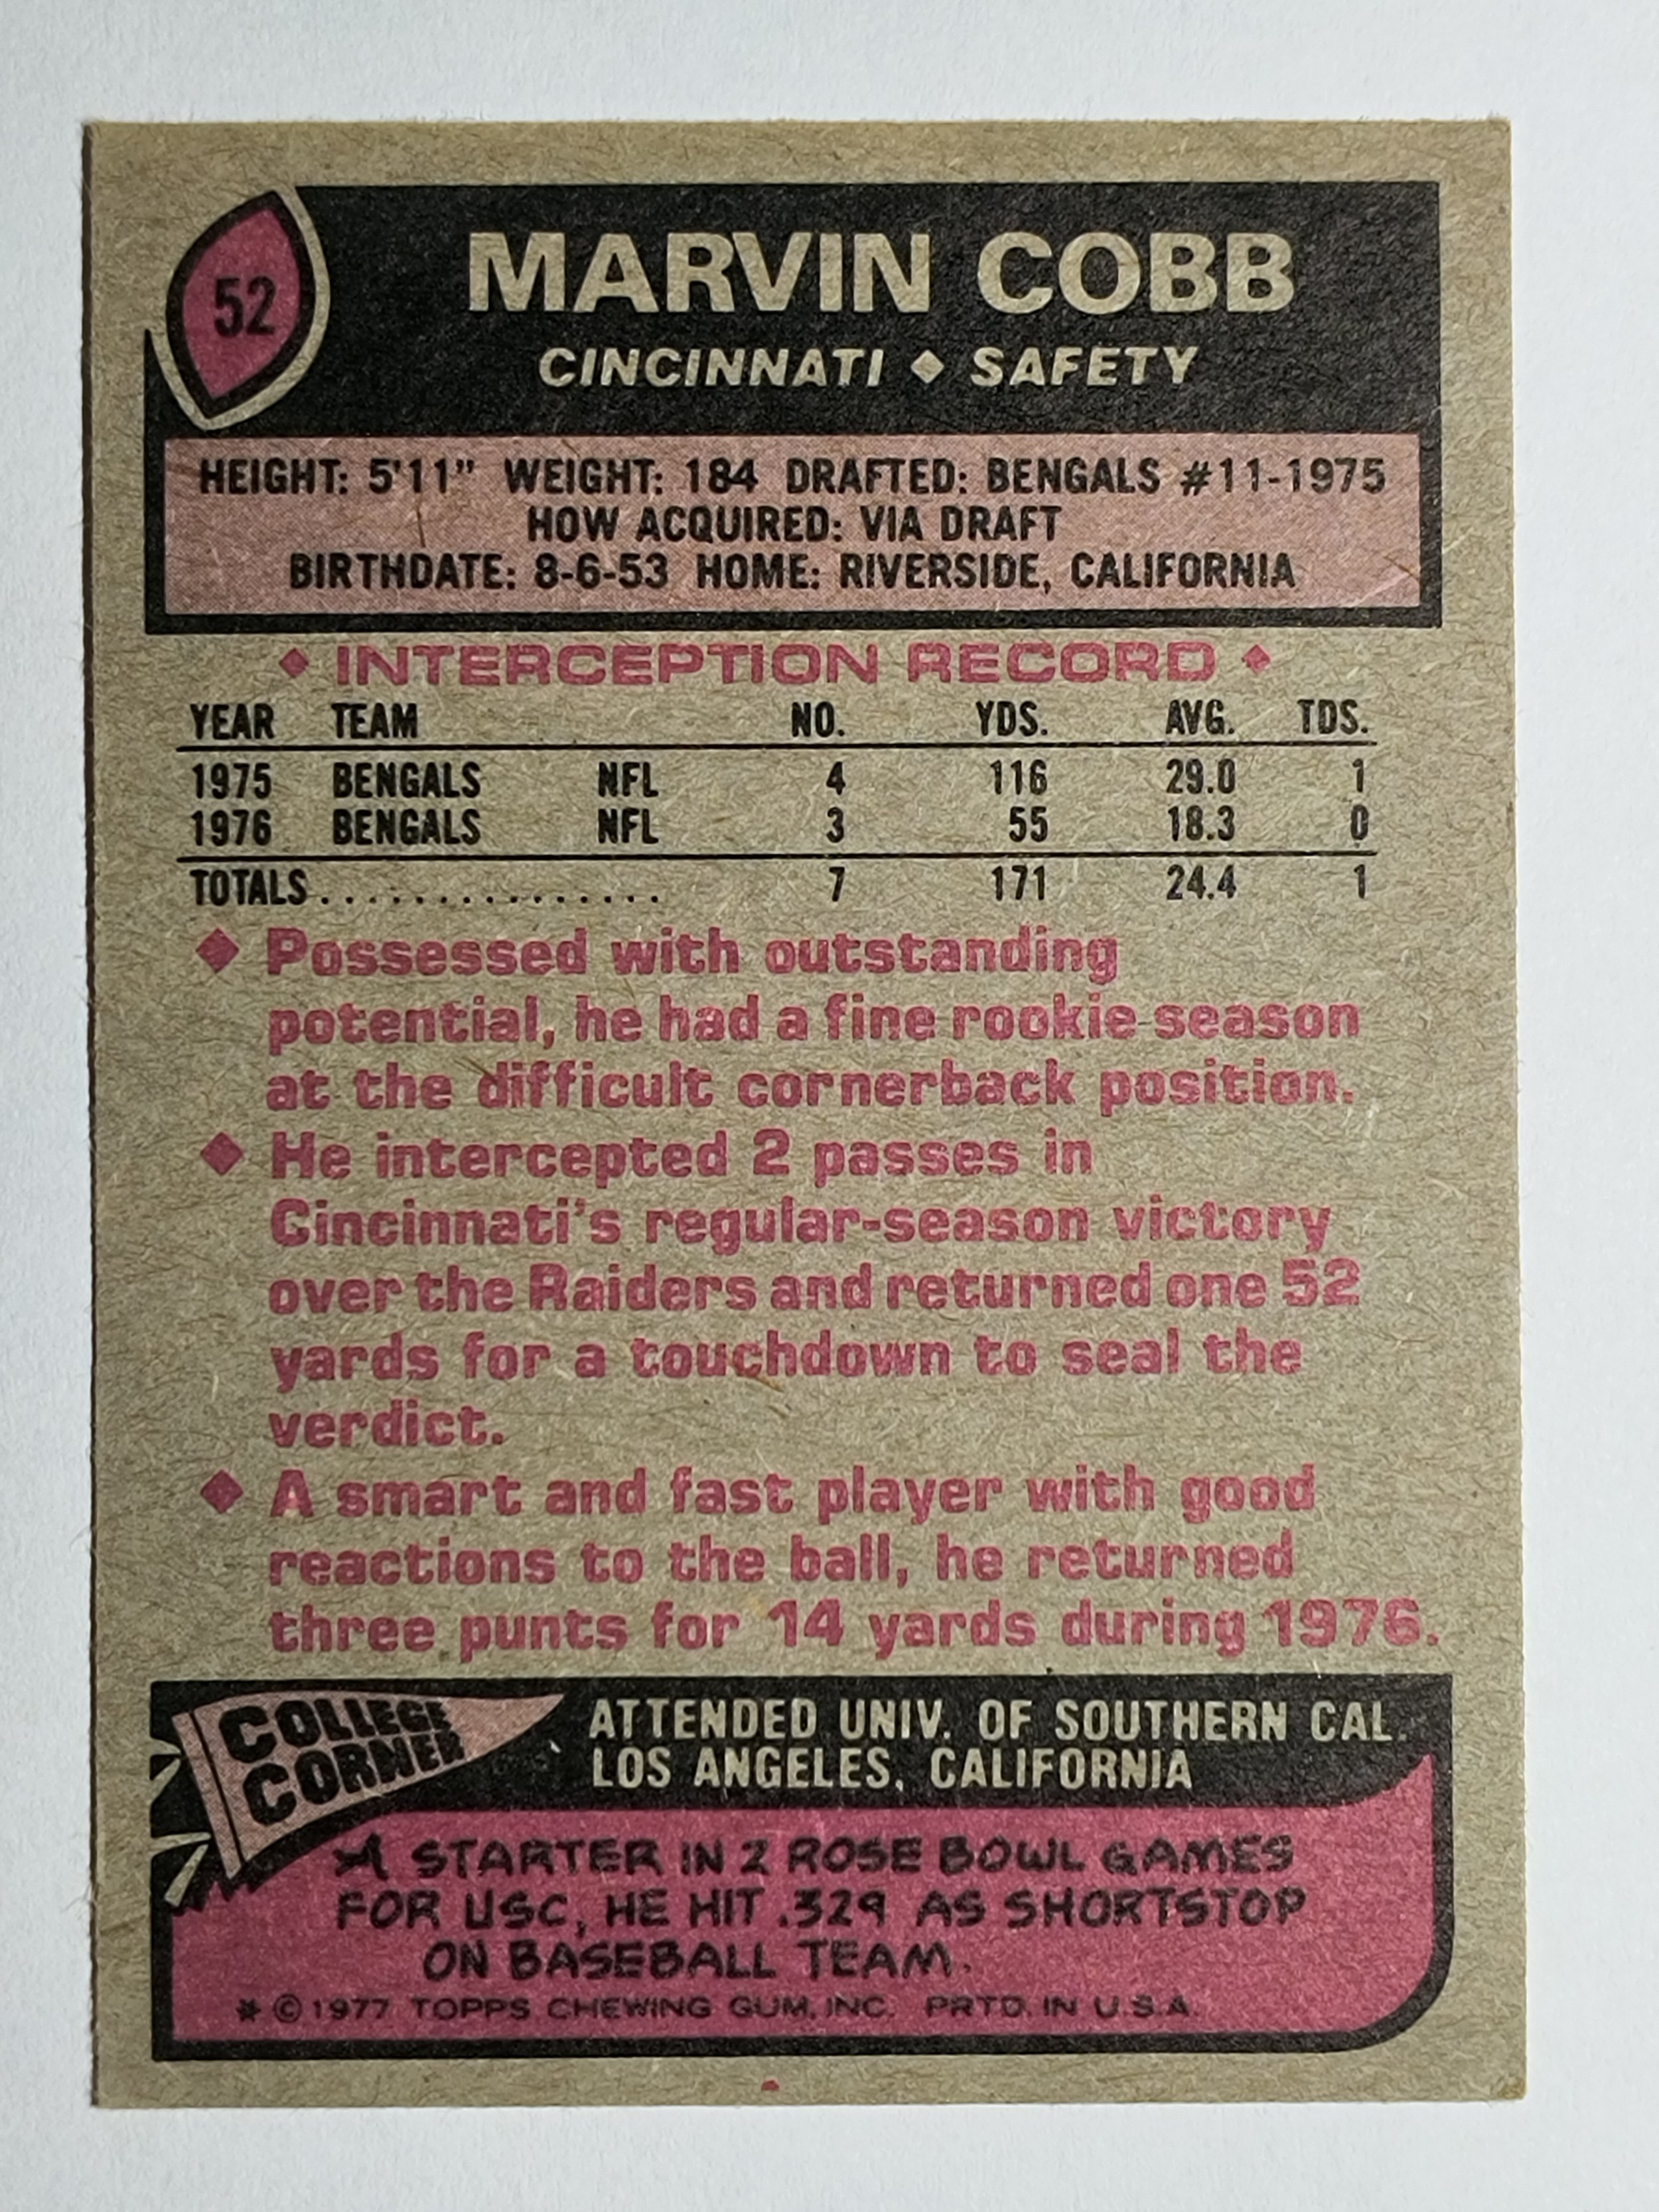 52
MARVIN COBB
CINCINNATI ◆ SAFETY
HEIGHT: 5'11" WEIGHT: 184 DRAFTED: BENGALS #11-1975
HOW ACQUIRED: VIA DRAFT
BIRTHDATE: 8-6-53 HOME: RIVERSIDE, CALIFORNIA
◆ INTERCEPTION RECORD ◆
YEAR TEAM NO. YDS. AVG. TDS.
1975 BENGALS NFL 4 116 29.0 1
1976 BENGALS NFL 3 55 18.3 0
TOTALS............... 7 171 24.4 1
◆ Possessed with outstanding
potential, he had a fine rookie season
at the difficult cornerback position.
◆ He intercepted 2 passes in
Cincinnati's regular-season victory
over the Raiders and returned one 52
yards for a touchdown to seal the
verdict.
◆ A smart and fast player with good
reactions to the ball, he returned
three punts for 14 yards during 1976.
COLLEGE
CORNER
ATTENDED UNIV. OF SOUTHERN CAL.
LOS ANGELES, CALIFORNIA
A STARTER IN 2 ROSE BOWL GAMES
FOR USC, HE HIT .329 AS SHORTSTOP
ON BASEBALL TEAM.
* © 1977 TOPPS CHEWING GUM, INC. PRTD. IN U.S.A.